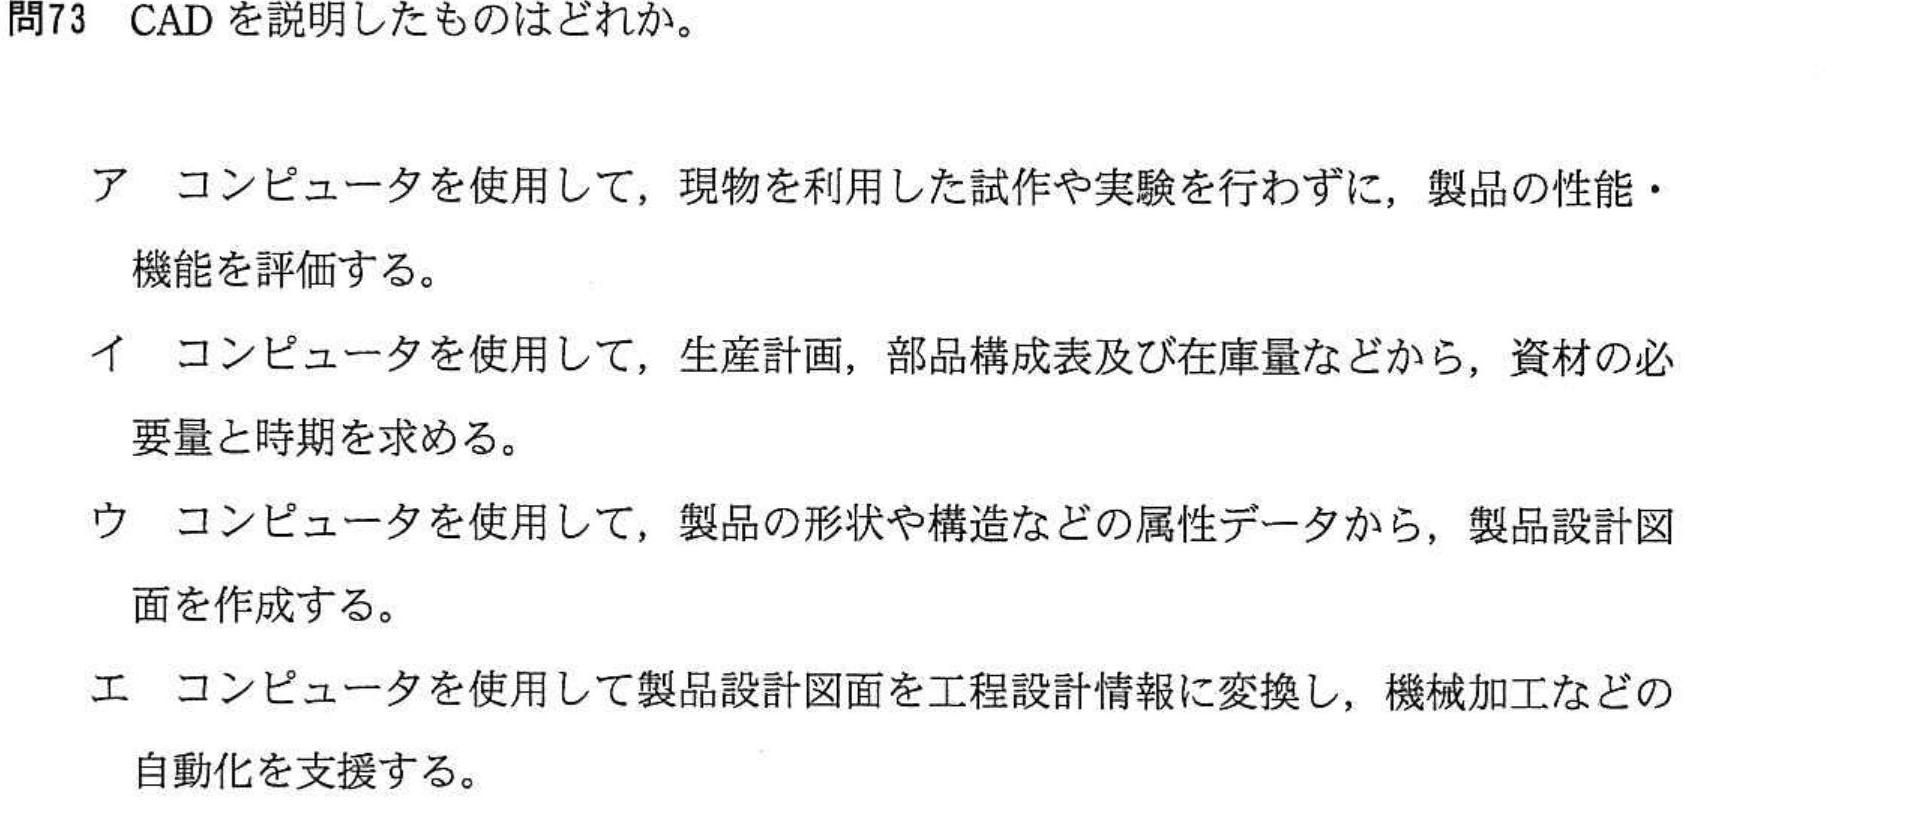 問73　CAD を説明したものはどれか。
ア　コンピュータを使用して，現物を利用した試作や実験を行わずに，製品の性能・
機能を評価する。
イ　コンピュータを使用して，生産計画，部品構成表及び在庫量などから，資材の必
要量と時期を求める。
ウ　コンピュータを使用して，製品の形状や構造などの属性データから，製品設計図
面を作成する。
エ　コンピュータを使用して製品設計図面を工程設計情報に変換し，機械加工などの
自動化を支援する。